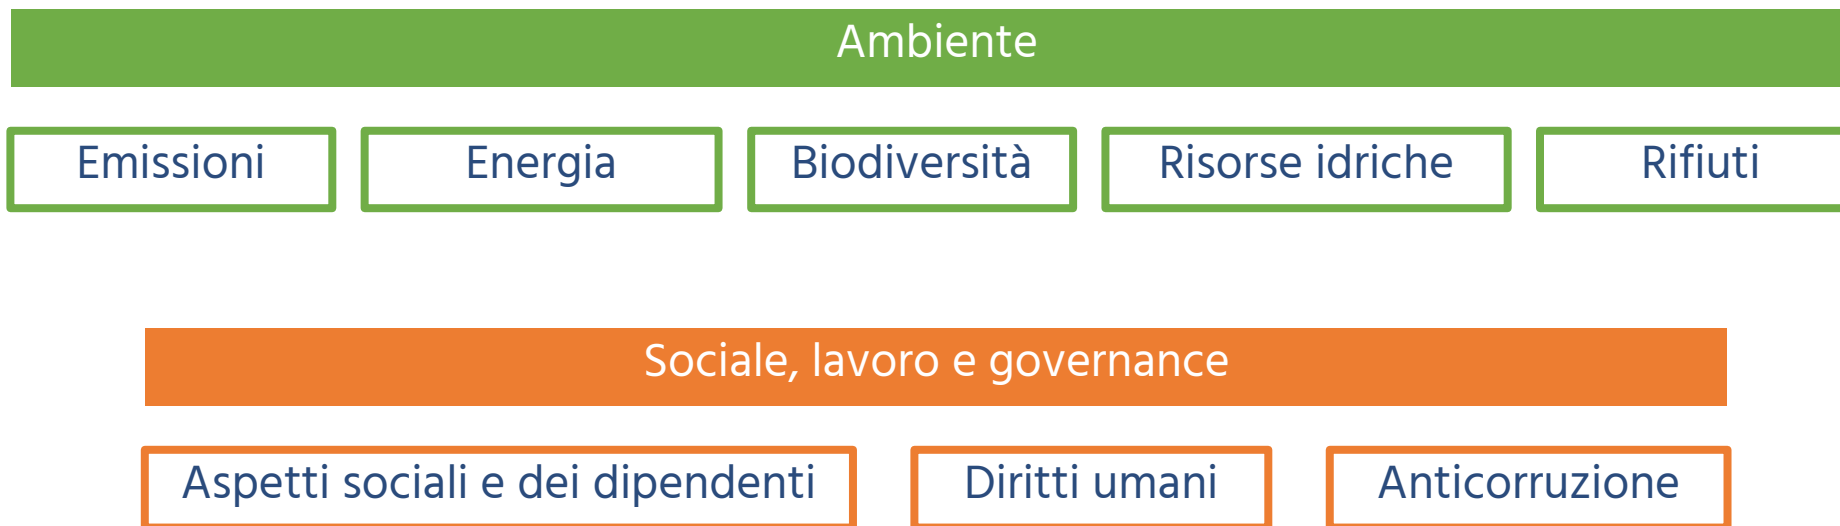 Ambiente
Emissioni
Energia
Biodiversità
Risorse idriche
Rifiuti
Sociale, lavoro e governance
Aspetti sociali e dei dipendenti
Diritti umani
Anticorruzione